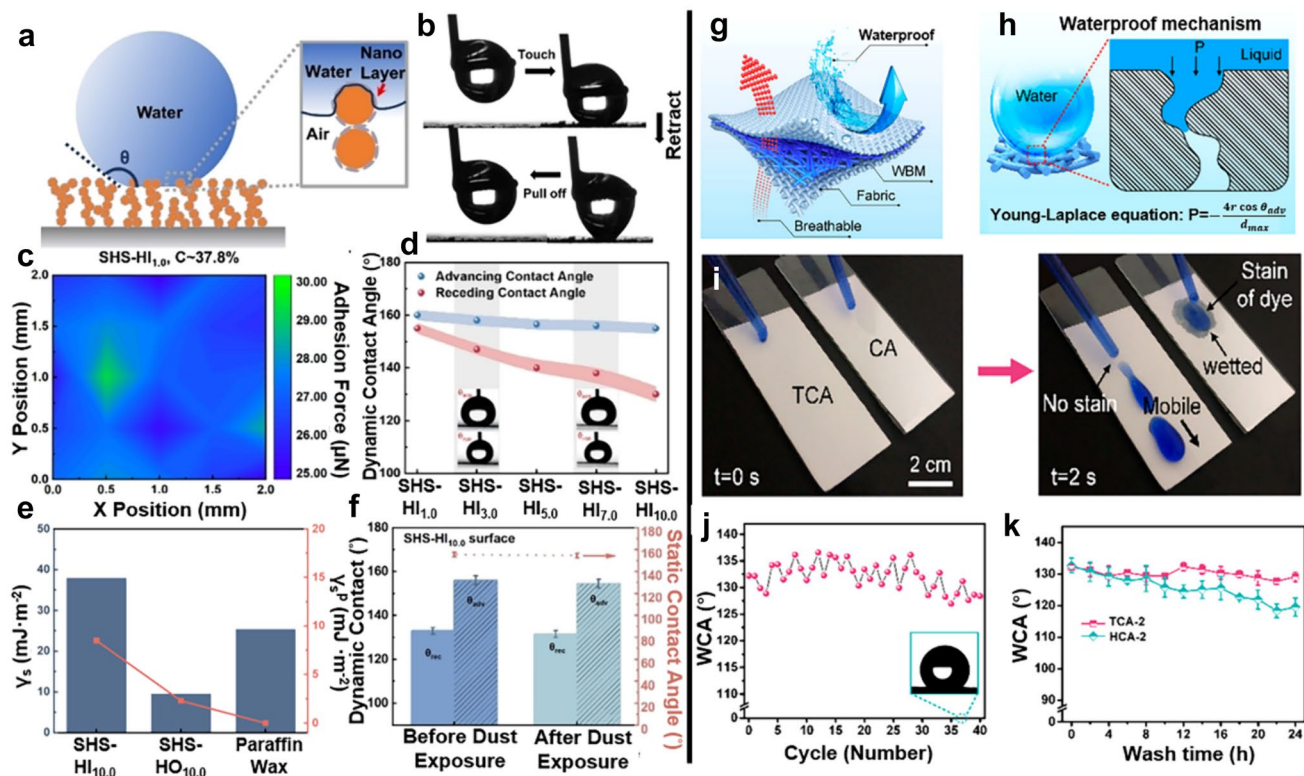 a
Water
θ
Water
Nano
Layer
Air
b
Touch
Retract
Pull off
c
SHS-HI1.0, C~37.8%
Y Position (mm)
2.0
1.5
1.0
0.5
0.0
0.0
0.5
1.0
1.5
2.0
X Position (mm)
30.00
29.00
28.00
27.00
26.00
25.00
Adhesion Force (µN)
d
Dynamic Contact Angle (°)
180
160
140
120
100
Advancing Contact Angle
Receding Contact Angle
SHS-
HI1.0
SHS-
HI3.0
SHS-
HI5.0
SHS-
HI7.0
SHS-
HI10.0
e
γs (mJ·m-2)
50
40
30
20
10
0
20
15
10
5
0
γsp (mJ·m-2)
SHS-
HI10.0
SHS-
HO10.0
Paraffin
Wax
f
Dynamic Contact (°)
180
160
140
120
100
SHS-HI10.0 surface
θrec
θadv
θrec
θadv
180
160
140
120
100
80
60
40
20
0
Static Contact Angle (°)
Before Dust
Exposure
After Dust
Exposure
g
Waterproof
WBM
Fabric
Breathable
h
Waterproof mechanism
Water
P
Liquid
Young-Laplace equation: P=-4r cos θadv/dmax
i
TCA
CA
t=0 s
2 cm
Stain
of dye
wetted
No stain
Mobile
t=2 s
j
WCA (°)
145
140
135
130
125
120
115
110
0
0 5 10 15 20 25 30 35 40
Cycle (Number)
k
WCA (°)
140
130
120
110
100
90
0
TCA-2
HCA-2
0 4 8 12 16 20 24
Wash time (h)